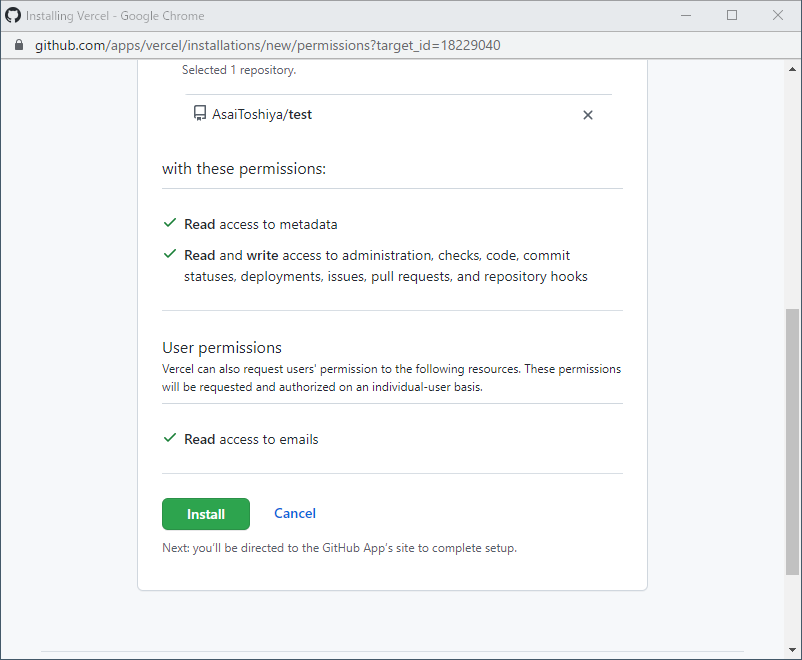 Installing Vercel - Google Chrome
github.com/apps/vercel/installations/new/permissions?target_id=18229040
Selected 1 repository.
AsaiToshiya/test
with these permissions:
Read access to metadata
Read and write access to administration, checks, code, commit
statuses, deployments, issues, pull requests, and repository hooks
User permissions
Vercel can also request users' permission to the following resources. These permissions
will be requested and authorized on an individual-user basis.
Read access to emails
Install Cancel
Next: you'll be directed to the GitHub App's site to complete setup.